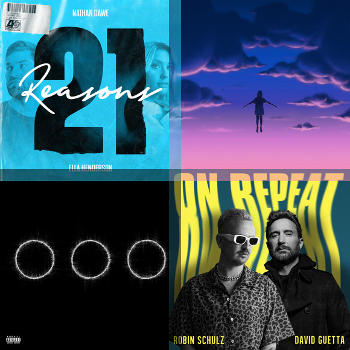 NATHAN DAWE
21
Reasons
ELLA HENDERSON
ON REPEAT
ROBIN SCHULZ
DAVID GUETTA